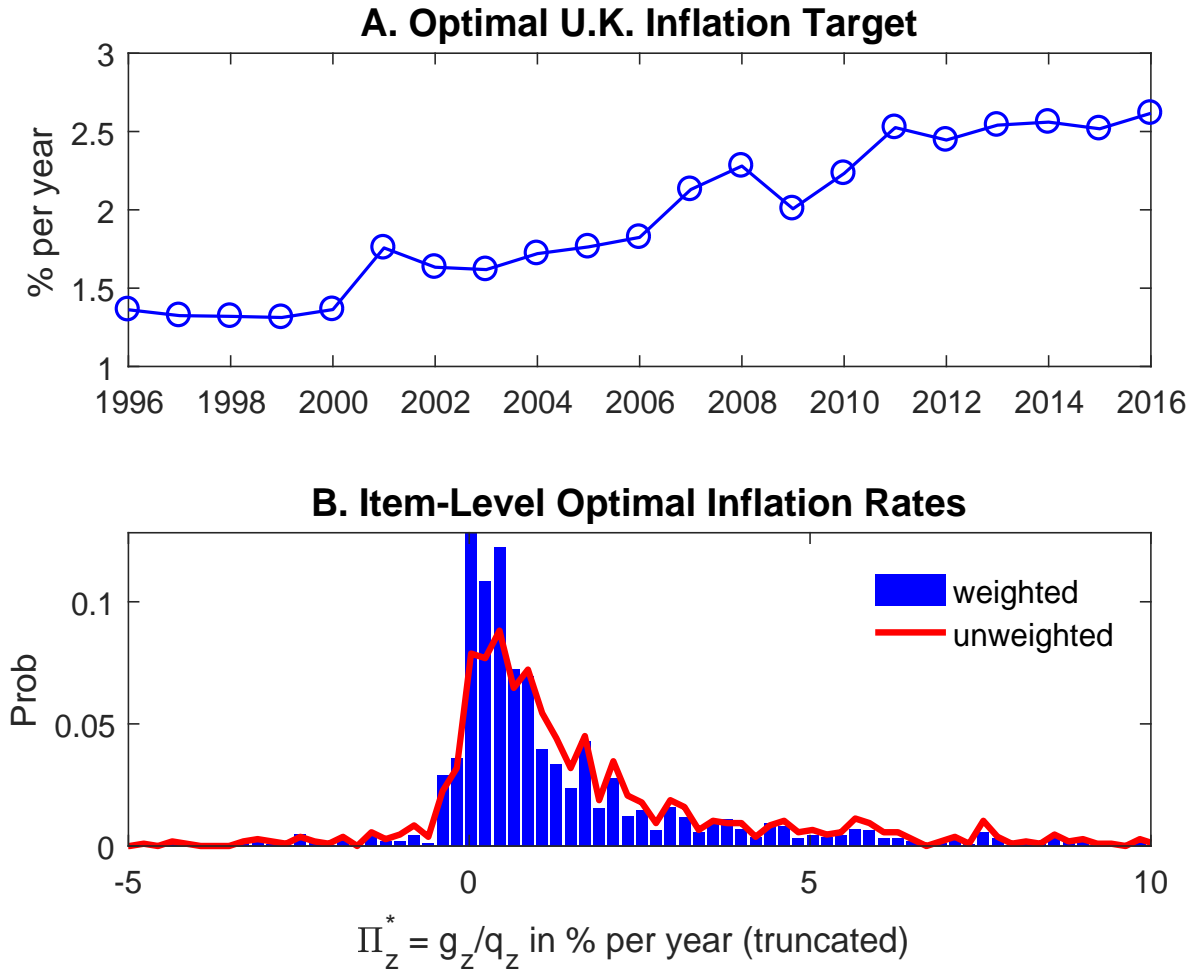 A. Optimal U.K. Inflation Target
% per year
3
2.5
2
1.5
1
1996 1998 2000 2002 2004 2006 2008 2010 2012 2014 2016
B. Item-Level Optimal Inflation Rates
Prob
0.1
0.05
0
weighted
unweighted
-5 0 5 10
Π*z = gz/qz in % per year (truncated)